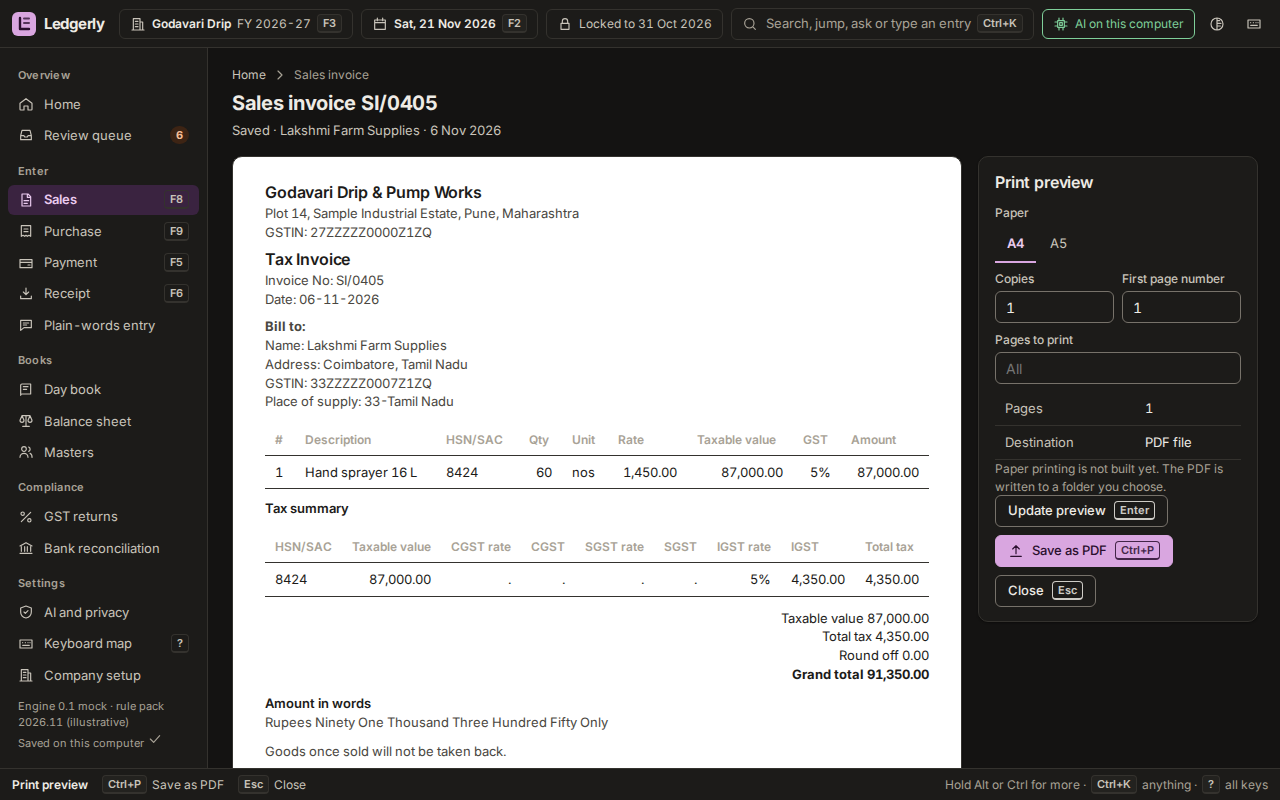 Ledgerly
Godavari Drip FY 2026-27 F3
Sat, 21 Nov 2026 F2
Locked to 31 Oct 2026
Search, jump, ask or type an entry Ctrl+K
AI on this computer
Overview
Home
Review queue 6
Enter
Sales F8
Purchase F9
Payment F5
Receipt F6
Plain-words entry
Books
Day book
Balance sheet
Masters
Compliance
GST returns
Bank reconciliation
Settings
AI and privacy
Keyboard map ?
Company setup
Engine 0.1 mock · rule pack
2026.11 (illustrative)
Saved on this computer
Home > Sales invoice
Sales invoice SI/0405
Saved · Lakshmi Farm Supplies · 6 Nov 2026
Godavari Drip & Pump Works
Plot 14, Sample Industrial Estate, Pune, Maharashtra
GSTIN: 27ZZZZZ0000Z1ZQ
Tax Invoice
Invoice No: SI/0405
Date: 06-11-2026
Bill to:
Name: Lakshmi Farm Supplies
Address: Coimbatore, Tamil Nadu
GSTIN: 33ZZZZZ0007Z1ZQ
Place of supply: 33-Tamil Nadu
# Description HSN/SAC Qty Unit Rate Taxable value GST Amount
1 Hand sprayer 16 L 8424 60 nos 1,450.00 87,000.00 5% 87,000.00
Tax summary
HSN/SAC Taxable value CGST rate CGST SGST rate SGST IGST rate IGST Total tax
8424 87,000.00 . . . . 5% 4,350.00 4,350.00
Taxable value 87,000.00
Total tax 4,350.00
Round off 0.00
Grand total 91,350.00
Amount in words
Rupees Ninety One Thousand Three Hundred Fifty Only
Goods once sold will not be taken back.
Print preview
Paper
A4 A5
Copies First page number
1 1
Pages to print
All
Pages 1
Destination PDF file
Paper printing is not built yet. The PDF is
written to a folder you choose.
Update preview Enter
Save as PDF Ctrl+P
Close Esc
Print preview Ctrl+P Save as PDF Esc Close
Hold Alt or Ctrl for more · Ctrl+K anything · ? all keys